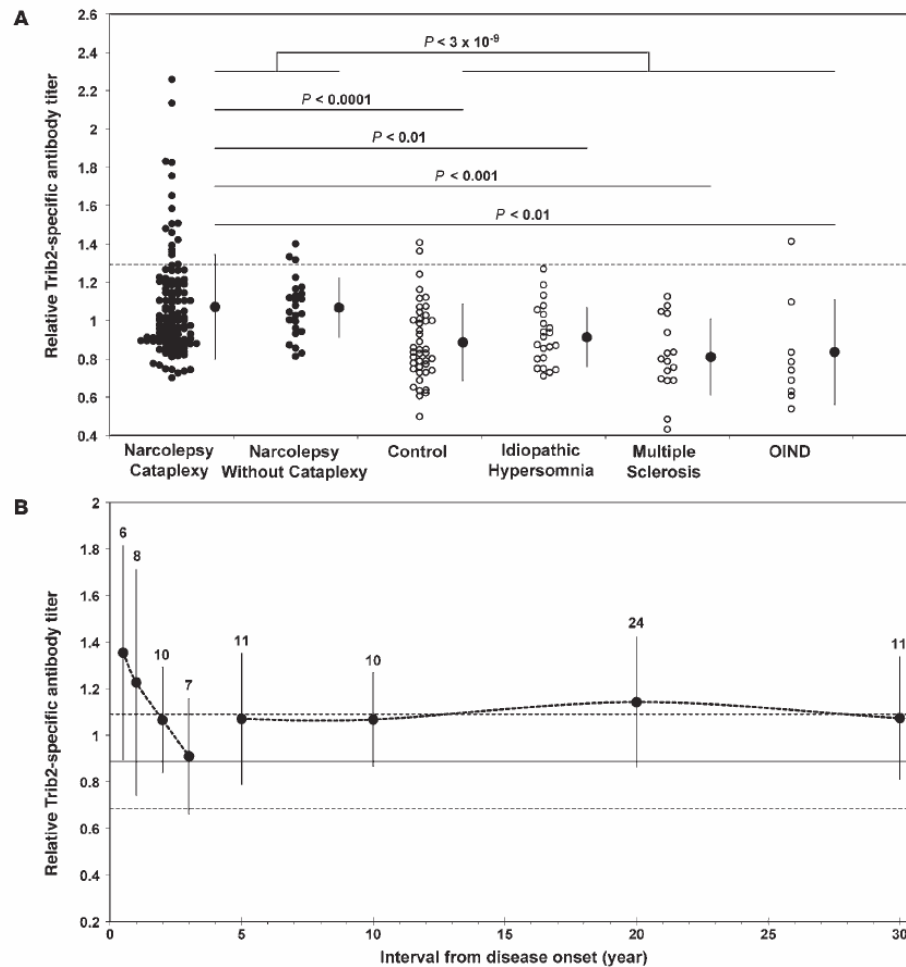 A
Relative Trib2-specific antibody titer
2.6
2.4
2.2
2
1.8
1.6
1.4
1.2
1
0.8
0.6
0.4
P < 3 x 10⁻⁹
P < 0.0001
P < 0.01
P < 0.001
P < 0.01
Narcolepsy
Cataplexy
Narcolepsy
Without Cataplexy
Control
Idiopathic
Hypersomnia
Multiple
Sclerosis
OIND
B
Relative Trib2-specific antibody titer
2
1.8
1.6
1.4
1.2
1
0.8
0.6
0.4
0.2
6
8
10
7
11
10
24
11
0 5 10 15 20 25 30
Interval from disease onset (year)